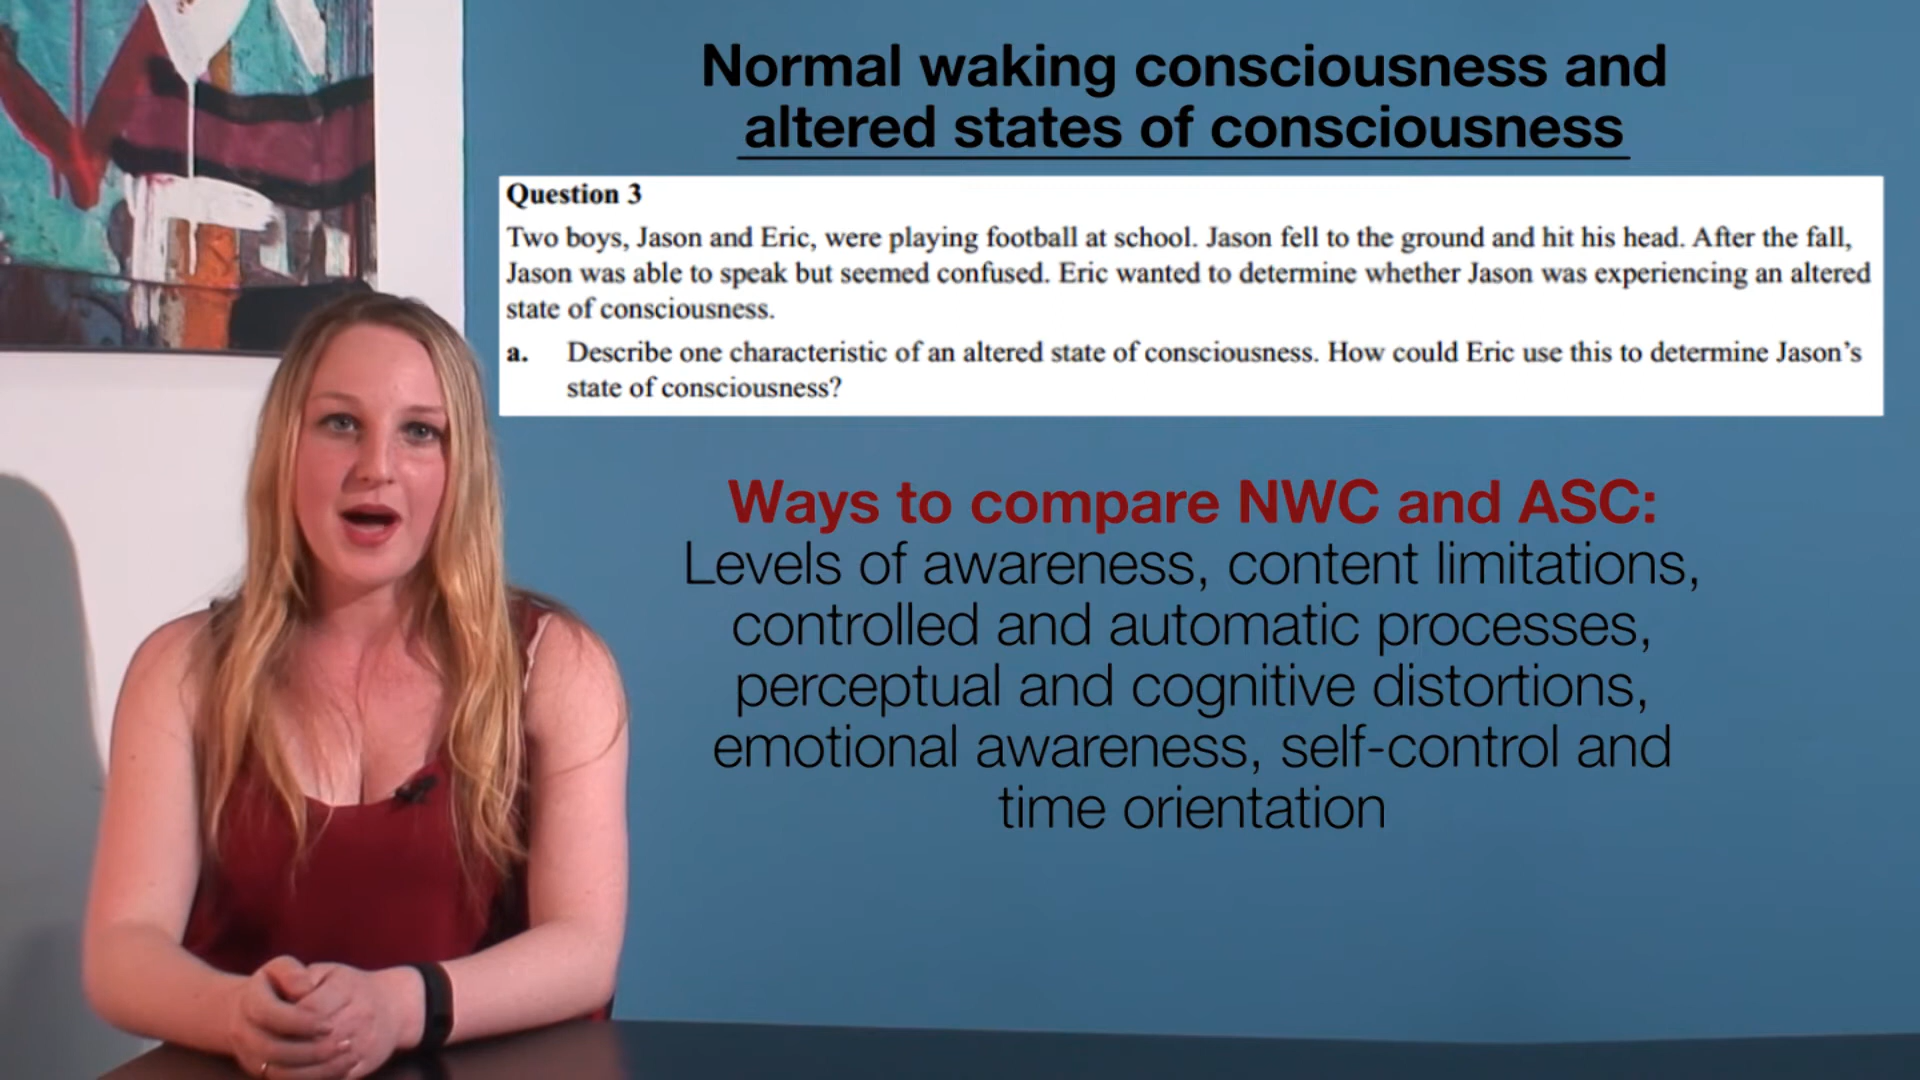 Normal waking consciousness and
altered states of consciousness
Question 3
Two boys, Jason and Eric, were playing football at school. Jason fell to the ground and hit his head. After the fall,
Jason was able to speak but seemed confused. Eric wanted to determine whether Jason was experiencing an altered
state of consciousness.
a. Describe one characteristic of an altered state of consciousness. How could Eric use this to determine Jason's
state of consciousness?
Ways to compare NWC and ASC:
Levels of awareness, content limitations,
controlled and automatic processes,
perceptual and cognitive distortions,
emotional awareness, self-control and
time orientation